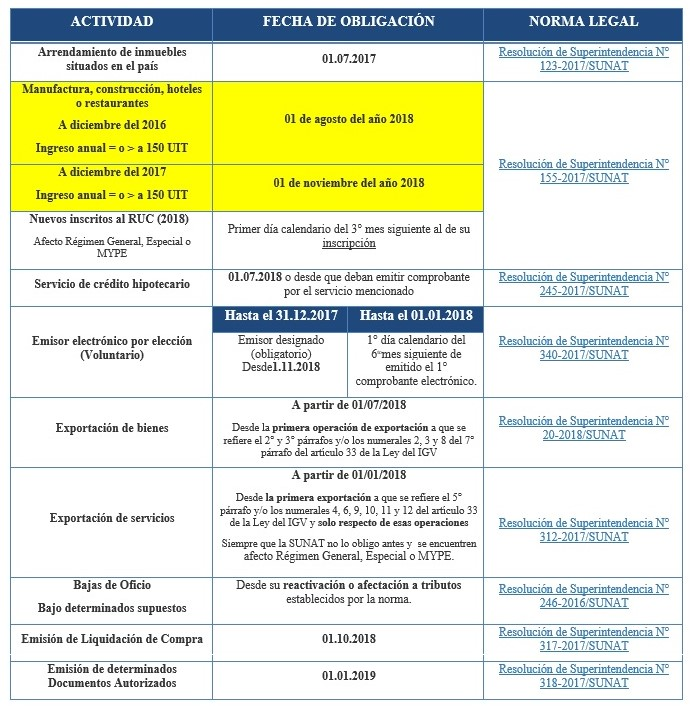 ACTIVIDAD
FECHA DE OBLIGACIÓN
NORMA LEGAL
Arrendamiento de inmuebles
situados en el país
01.07.2017
Resolución de Superintendencia N°
123-2017/SUNAT
Manufactura, construcción, hoteles
o restaurantes
A diciembre del 2016
Ingreso anual = o > a 150 UIT
01 de agosto del año 2018
Resolución de Superintendencia N°
155-2017/SUNAT
A diciembre del 2017
Ingreso anual = o > a 150 UIT
01 de noviembre del año 2018
Nuevos inscritos al RUC (2018)
Afecto Régimen General, Especial o
MYPE
Primer día calendario del 3° mes siguiente al de su
inscripción
Servicio de crédito hipotecario
01.07.2018 o desde que deban emitir comprobante
por el servicio mencionado
Resolución de Superintendencia N°
245-2017/SUNAT
Emisor electrónico por elección
(Voluntario)
Hasta el 31.12.2017
Emisor designado
(obligatorio)
Desde1.11.2018
Hasta el 01.01.2018
1° día calendario del
6°mes siguiente de
emitido el 1°
comprobante electrónico.
Resolución de Superintendencia N°
340-2017/SUNAT
Exportación de bienes
A partir de 01/07/2018
Desde la primera operación de exportación a que se
refiere el 2° y 3° párrafos y/o los numerales 2, 3 y 8 del 7°
párrafo del artículo 33 de la Ley del IGV
Resolución de Superintendencia N°
20-2018/SUNAT
Exportación de servicios
A partir de 01/01/2018
Desde la primera exportación a que se refiere el 5°
párrafo y/o los numerales 4, 6, 9, 10, 11 y 12 del artículo 33
de la Ley del IGV y solo respecto de esas operaciones
Siempre que la SUNAT no lo obligo antes y se encuentren
afecto Régimen General, Especial o MYPE.
Resolución de Superintendencia N°
312-2017/SUNAT
Bajas de Oficio
Bajo determinados supuestos
Desde su reactivación o afectación a tributos
establecidos por la norma.
Resolución de Superintendencia N°
246-2016/SUNAT
Emisión de Liquidación de Compra
01.10.2018
Resolución de Superintendencia N°
317-2017/SUNAT
Emisión de determinados
Documentos Autorizados
01.01.2019
Resolución de Superintendencia N°
318-2017/SUNAT